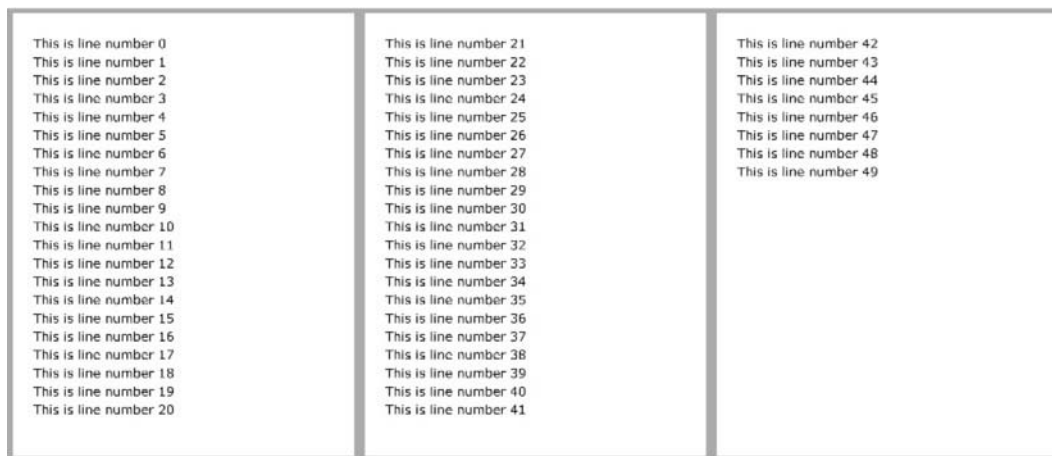 This is line number 0
This is line number 1
This is line number 2
This is line number 3
This is line number 4
This is line number 5
This is line number 6
This is line number 7
This is line number 8
This is line number 9
This is line number 10
This is line number 11
This is line number 12
This is line number 13
This is line number 14
This is line number 15
This is line number 16
This is line number 17
This is line number 18
This is line number 19
This is line number 20
This is line number 21
This is line number 22
This is line number 23
This is line number 24
This is line number 25
This is line number 26
This is line number 27
This is line number 28
This is line number 29
This is line number 30
This is line number 31
This is line number 32
This is line number 33
This is line number 34
This is line number 35
This is line number 36
This is line number 37
This is line number 38
This is line number 39
This is line number 40
This is line number 41
This is line number 42
This is line number 43
This is line number 44
This is line number 45
This is line number 46
This is line number 47
This is line number 48
This is line number 49